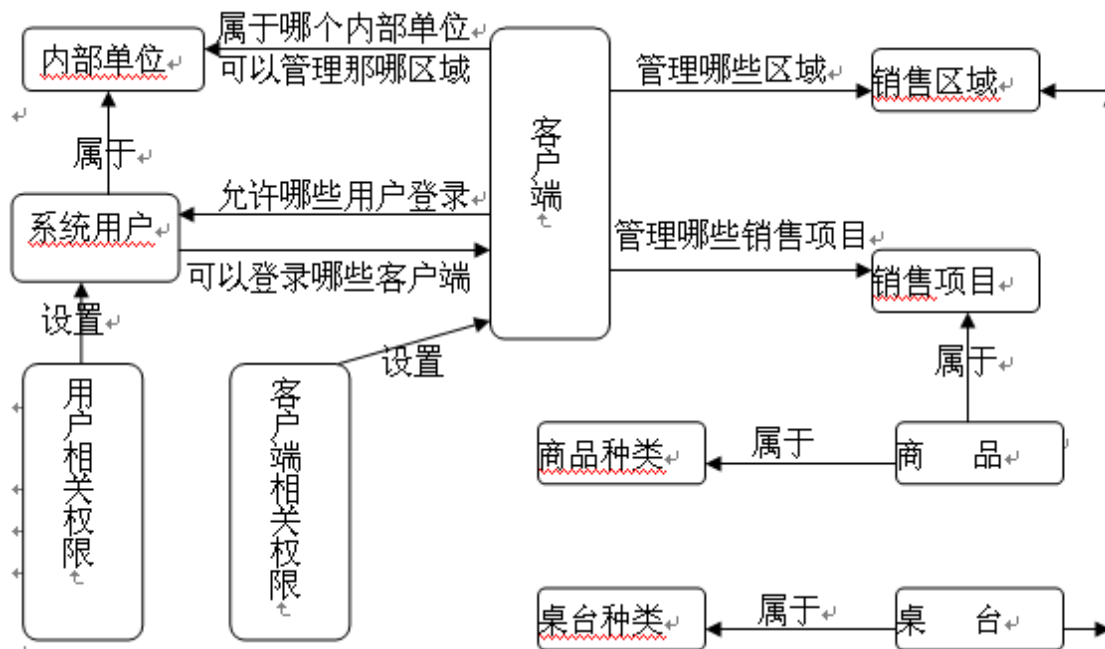 内部单位
属于哪个内部单位
可以管理那哪区域
客户端
管理哪些区域
销售区域
属于
系统用户
允许哪些用户登录
可以登录哪些客户端
管理哪些销售项目
销售项目
设置
设置
属于
用户相关权限
客户端相关权限
商品种类
属于
商 品
桌台种类
属于
桌 台